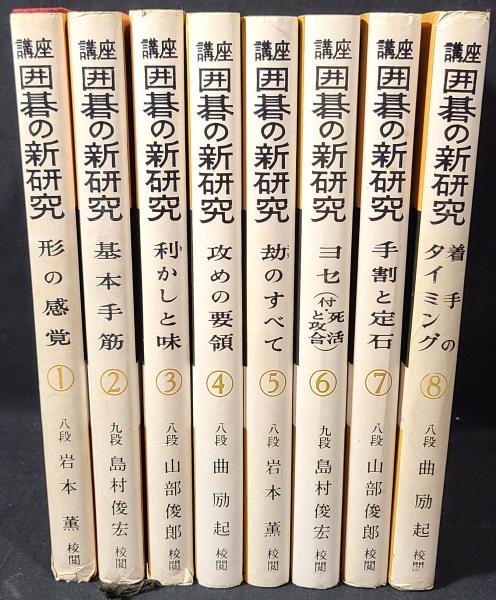 講座
囲碁の新研究
形の感覚
1
八段 岩本薫 校閲
講座
囲碁の新研究
基本手筋
2
九段 島村俊宏 校閲
講座
囲碁の新研究
利かしと味
3
八段 山部俊郎 校閲
講座
囲碁の新研究
攻めの要領
4
八段 曲励起 校閲
講座
囲碁の新研究
劫のすべて
こう
5
八段 岩本薫 校閲
講座
囲碁の新研究
ヨセ(付・死活と攻合)
6
九段 島村俊宏 校閲
講座
囲碁の新研究
手割と定石
7
八段 山部俊郎 校閲
講座
囲碁の新研究
着手の
タイミング
8
八段 曲励起 校閲